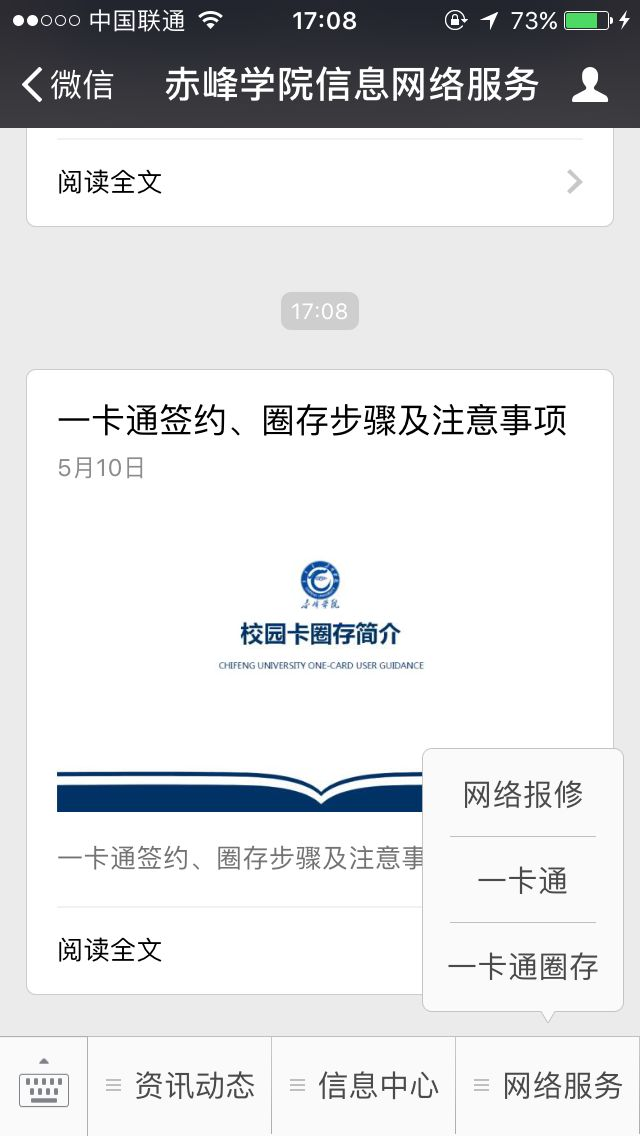 中国联通 17:08 73%
微信 赤峰学院信息网络服务
阅读全文
17:08
一卡通签约、圈存步骤及注意事项
5月10日
赤峰学院
校园卡圈存简介
CHIFENG UNIVERSITY ONE-CARD USER GUIDANCE
一卡通签约、圈存步骤及注意事
阅读全文
网络报修
一卡通
一卡通圈存
资讯动态 信息中心 网络服务